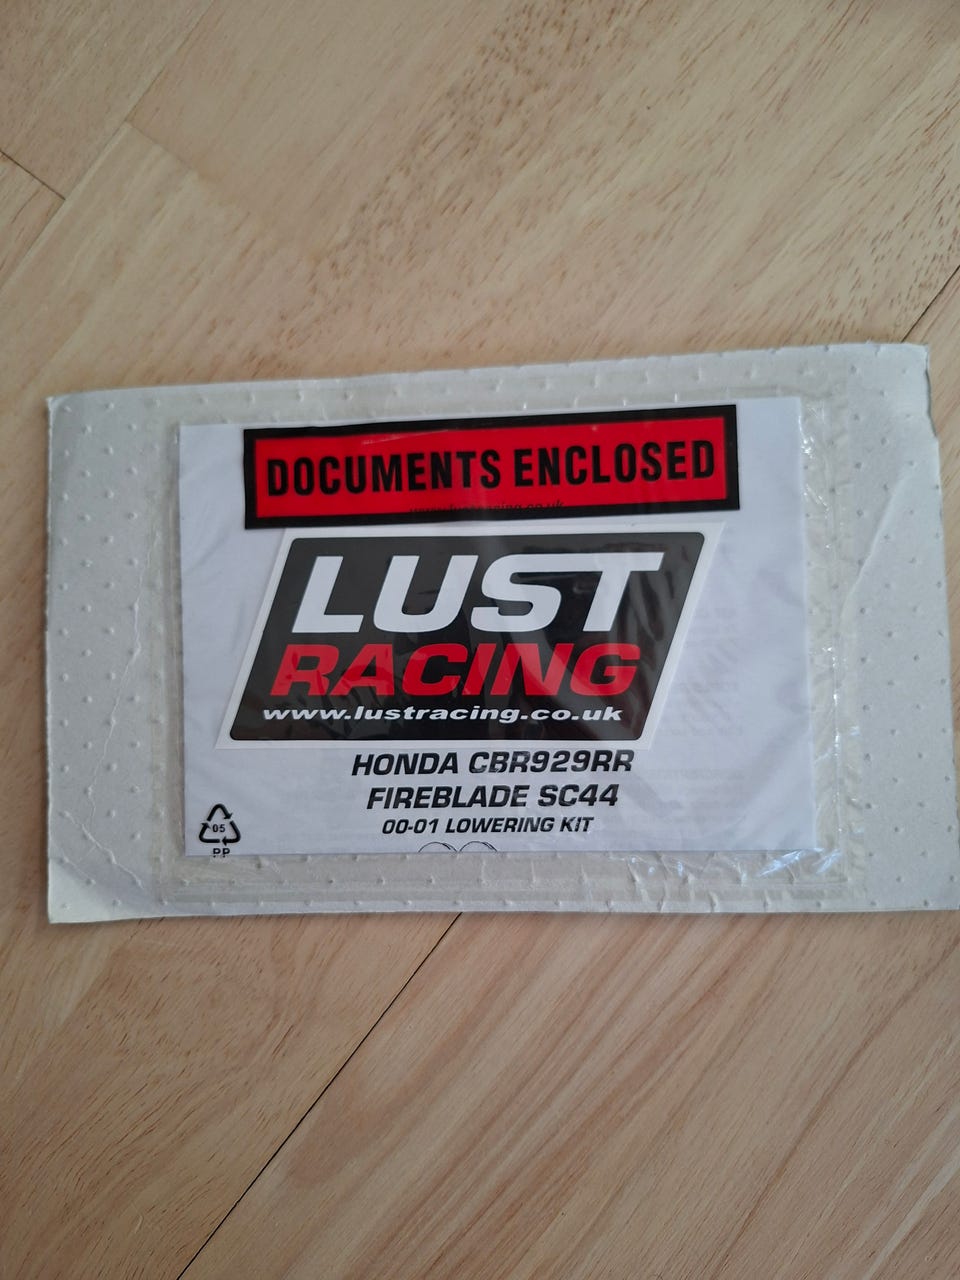 DOCUMENTS ENCLOSED
LUST
RACING
www.lustracing.co.uk
HONDA CBR929RR
FIREBLADE SC44
00-01 LOWERING KIT
05
PP